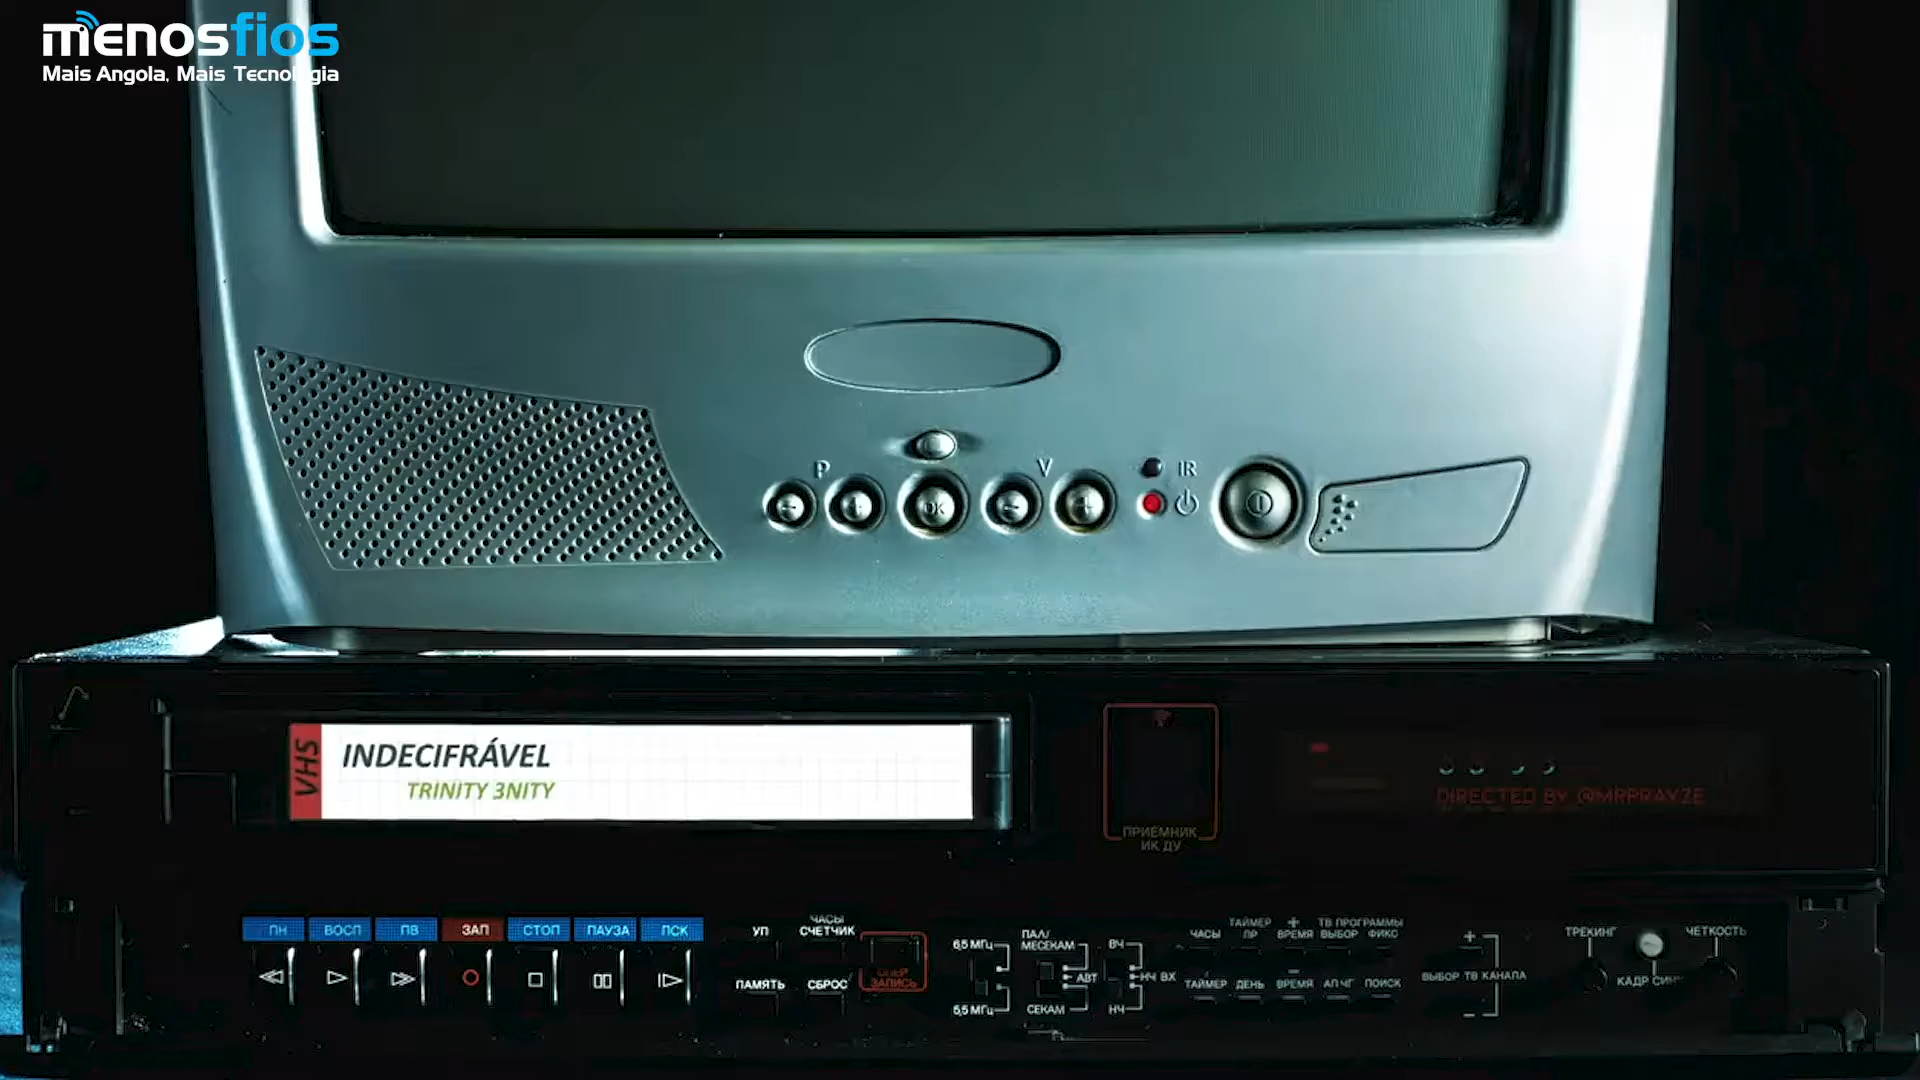 menosfios
Mais Angola, Mais Tecnologia
P
V
IR
OK
VHS
INDECIFRÁVEL
TRINITY 3NITY
DIRECTED BY @MRPRAYZE
ПРИЕМНИК
ИК ДУ
ПН ВОСП ПВ ЗАП СТОП ПАУЗА ПСК
УП
ЧАСЫ
СЧЕТЧИК
ПАМЯТЬ
СБРОС
ЗАПИСЬ
6,5 МГц
5,5 МГц
ПАЛ/
МЕСЕКАМ
АВТ
СЕКАМ
ВЧ
НЧ ВХ
НЧ
ЧАСЫ
ТАЙМЕР
ПР
+
ВРЕМЯ
ТВ ПРОГРАММЫ
ВЫБОР ФИКС
ТАЙМЕР ДЕНЬ
–
ВРЕМЯ
АПЧГ ПОИСК
+
ВЫБОР ТВ КАНАЛА
–
ТРЕКИНГ
ЧЕТКОСТЬ
КАДР СИНХ